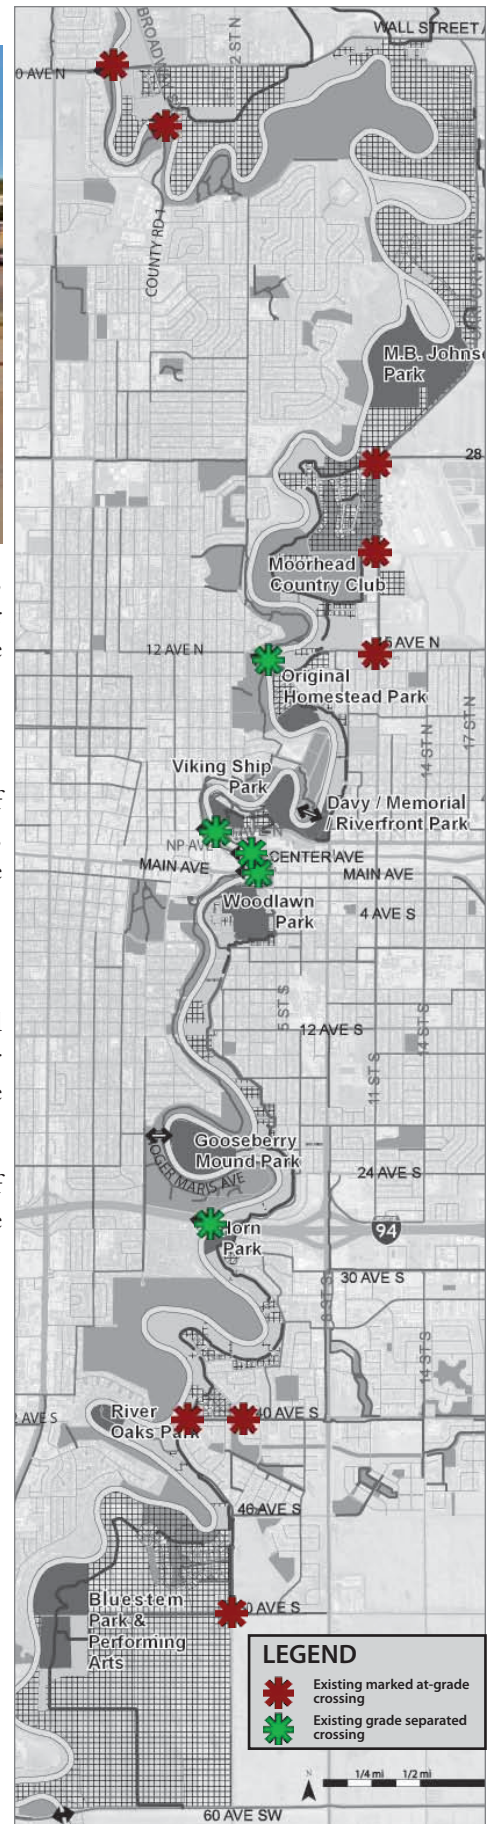 WALL STREET
BROADWAY
2 ST N
0 AVE N
COUNTY RD 1
M.B. Johnso
Park
28
Moorhead
Country Club
12 AVE N
15 AVE N
Original
Homestead Park
14 ST N
17 ST N
Viking Ship
Park
Davy / Memorial
/ Riverfront Park
NP AVE
CENTER AVE
MAIN AVE
MAIN AVE
Woodlawn
Park
4 AVE S
5 ST S
12 AVE S
14 ST S
11 ST S
Gooseberry
Mound Park
ROGER MARIS AVE
24 AVE S
Horn
Park
94
30 AVE S
8 ST S
14 ST S
River
Oaks Park
AVE S
40 AVE S
46 AVE S
Bluestem
Park &
Performing
Arts
0 AVE S
LEGEND
Existing marked at-grade
crossing
Existing grade separated
crossing
N
1/4 mi
1/2 mi
60 AVE SW